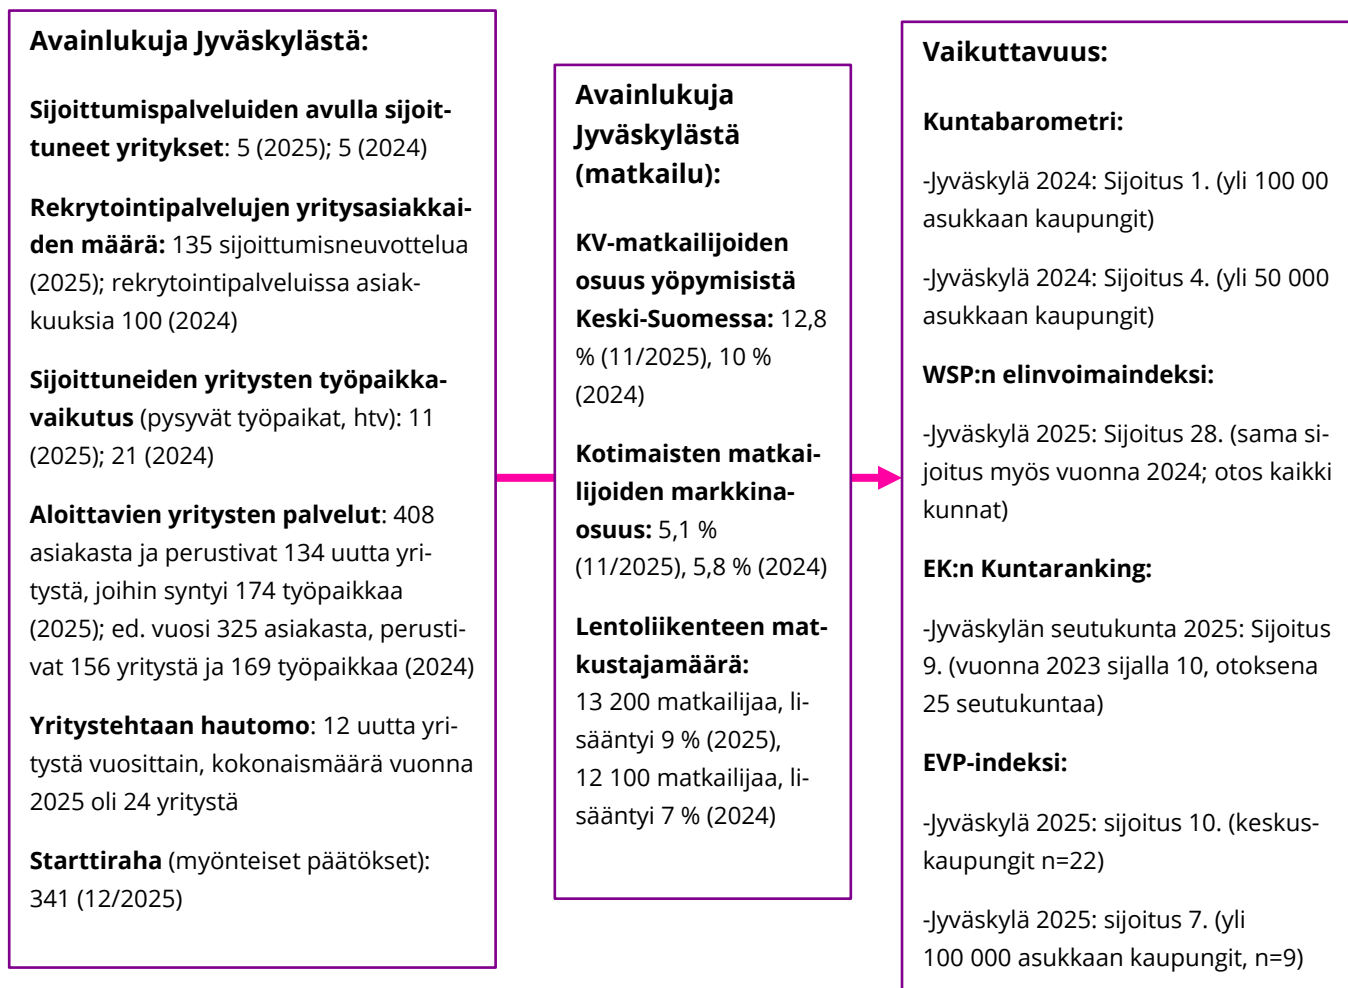 Avainlukuja Jyväskylästä:
Sijoittumispalveluiden avulla sijoit-
tuneet yritykset: 5 (2025); 5 (2024)
Rekrytointipalvelujen yritysasiakkai-
den määrä: 135 sijoittumisneuvottelua
(2025); rekrytointipalveluissa asiak-
kuuksia 100 (2024)
Sijoittuneiden yritysten työpaikka-
vaikutus (pysyvät työpaikat, htv): 11
(2025); 21 (2024)
Aloittavien yritysten palvelut: 408
asiakasta ja perustivat 134 uutta yri-
tystä, joihin syntyi 174 työpaikkaa
(2025); ed. vuosi 325 asiakasta, perusti-
vat 156 yritystä ja 169 työpaikkaa (2024)
Yritystehtaan hautomo: 12 uutta yri-
tystä vuosittain, kokonaismäärä vuonna
2025 oli 24 yritystä
Starttiraha (myönteiset päätökset):
341 (12/2025)
Avainlukuja
Jyväskylästä
(matkailu):
KV-matkailijoiden
osuus yöpymisistä
Keski-Suomessa: 12,8
% (11/2025), 10 %
(2024)
Kotimaisten matkai-
lijoiden markkina-
osuus: 5,1 %
(11/2025), 5,8 % (2024)
Lentoliikenteen mat-
kustajamäärä:
13 200 matkailijaa, li-
sääntyi 9 % (2025),
12 100 matkailijaa, li-
sääntyi 7 % (2024)
Vaikuttavuus:
Kuntabarometri:
-Jyväskylä 2024: Sijoitus 1. (yli 100 00
asukkaan kaupungit)
-Jyväskylä 2024: Sijoitus 4. (yli 50 000
asukkaan kaupungit)
WSP:n elinvoimaindeksi:
-Jyväskylä 2025: Sijoitus 28. (sama si-
joitus myös vuonna 2024; otos kaikki
kunnat)
EK:n Kuntaranking:
-Jyväskylän seutukunta 2025: Sijoitus
9. (vuonna 2023 sijalla 10, otoksena
25 seutukuntaa)
EVP-indeksi:
-Jyväskylä 2025: sijoitus 10. (keskus-
kaupungit n=22)
-Jyväskylä 2025: sijoitus 7. (yli
100 000 asukkaan kaupungit, n=9)